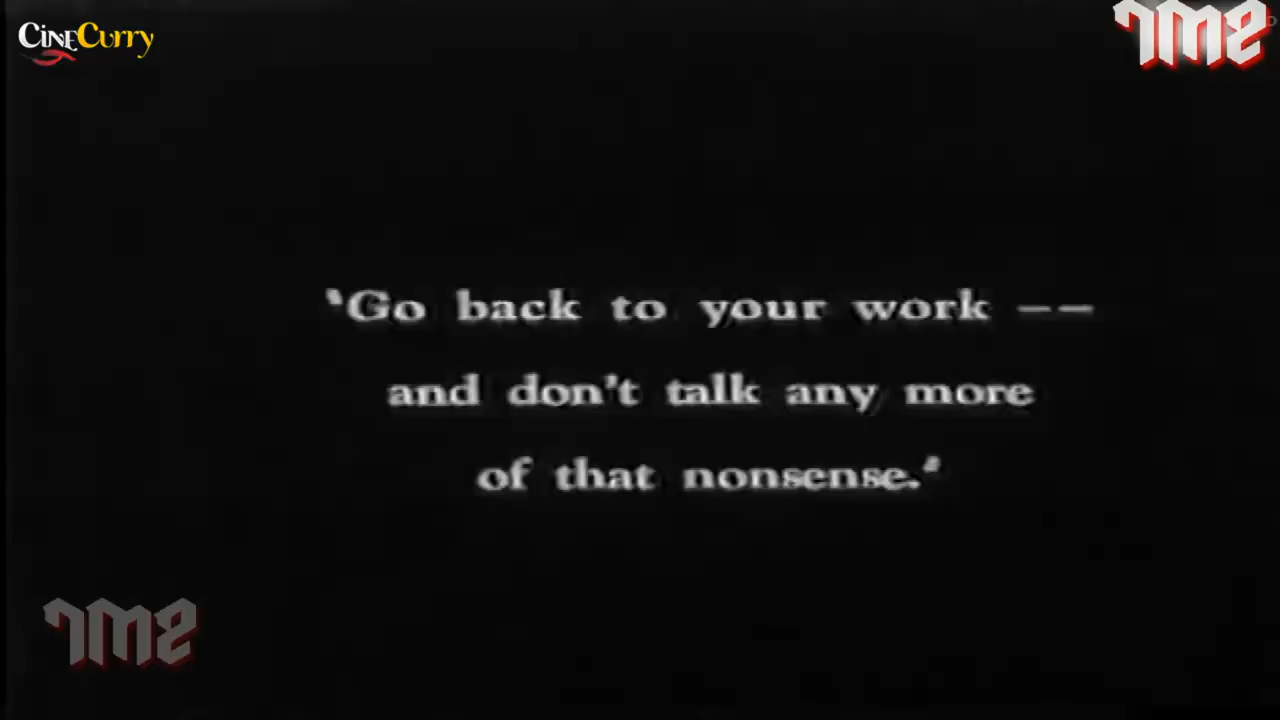 CineCurry
'Go back to your work --
and don't talk any more
of that nonsense.'